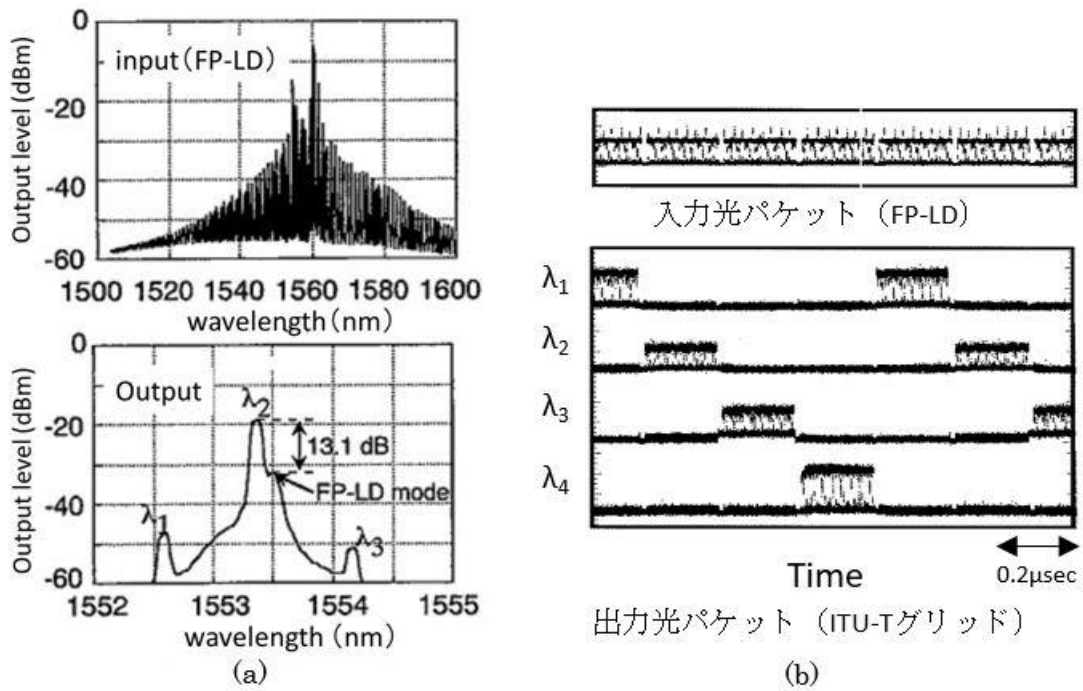 input（FP-LD）
Output level (dBm)
0
-20
-40
-60
1500 1520 1540 1560 1580 1600
wavelength（nm）
Output
Output level (dBm)
0
-20
-40
-60
λ1
λ2
λ3
13.1 dB
FP-LD mode
1552 1553 1554 1555
wavelength（nm）
(a)
入力光パケット（FP-LD）
λ1
λ2
λ3
λ4
Time
0.2μsec
出力光パケット（ITU-Tグリッド）
(b)